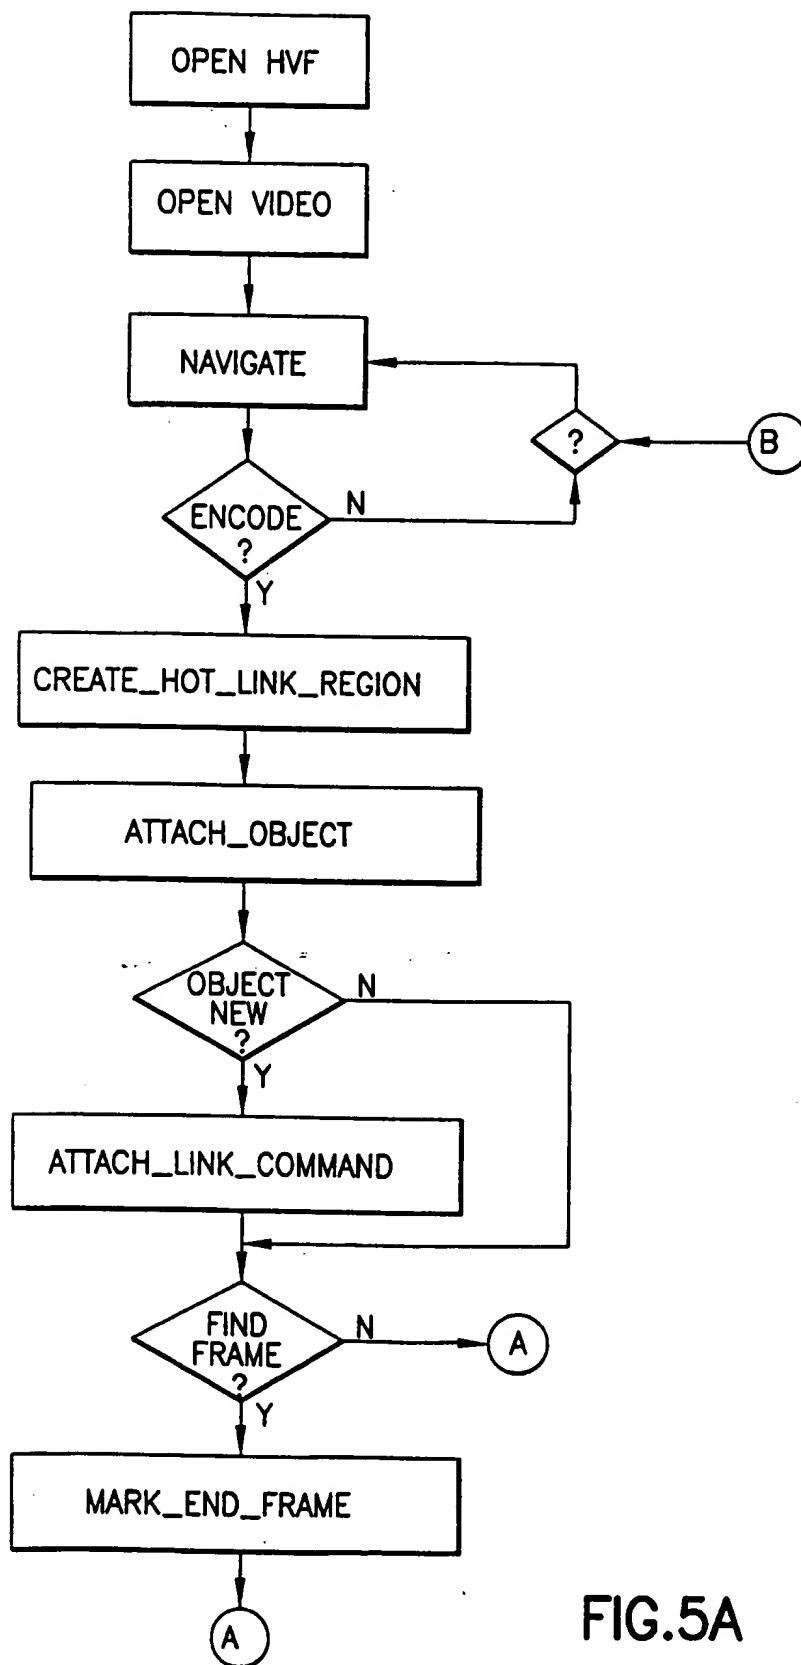 OPEN HVF
OPEN VIDEO
NAVIGATE
?
B
ENCODE
?
N
Y
CREATE_HOT_LINK_REGION
ATTACH_OBJECT
OBJECT
NEW
?
N
Y
ATTACH_LINK_COMMAND
FIND
FRAME
?
N
A
Y
MARK_END_FRAME
A
FIG.5A